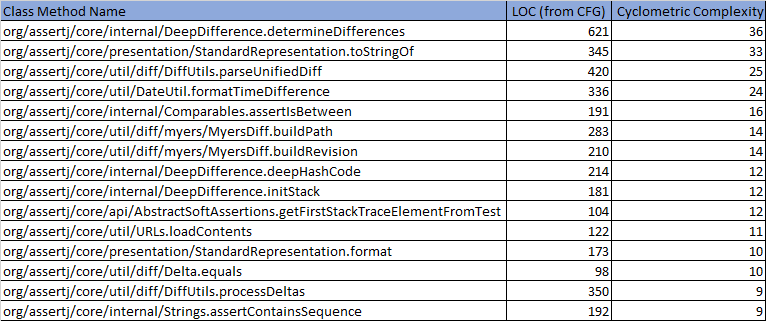 Class Method Name LOC (from CFG) Cyclometric Complexity
org/assertj/core/internal/DeepDifference.determineDifferences 621 36
org/assertj/core/presentation/StandardRepresentation.toStringOf 345 33
org/assertj/core/util/diff/DiffUtils.parseUnifiedDiff 420 25
org/assertj/core/util/DateUtil.formatTimeDifference 336 24
org/assertj/core/internal/Comparables.assertIsBetween 191 16
org/assertj/core/util/diff/myers/MyersDiff.buildPath 283 14
org/assertj/core/util/diff/myers/MyersDiff.buildRevision 210 14
org/assertj/core/internal/DeepDifference.deepHashCode 214 12
org/assertj/core/internal/DeepDifference.initStack 181 12
org/assertj/core/api/AbstractSoftAssertions.getFirstStackTraceElementFromTest 104 12
org/assertj/core/util/URLs.loadContents 122 11
org/assertj/core/presentation/StandardRepresentation.format 173 10
org/assertj/core/util/diff/Delta.equals 98 10
org/assertj/core/util/diff/DiffUtils.processDeltas 350 9
org/assertj/core/internal/Strings.assertContainsSequence 192 9